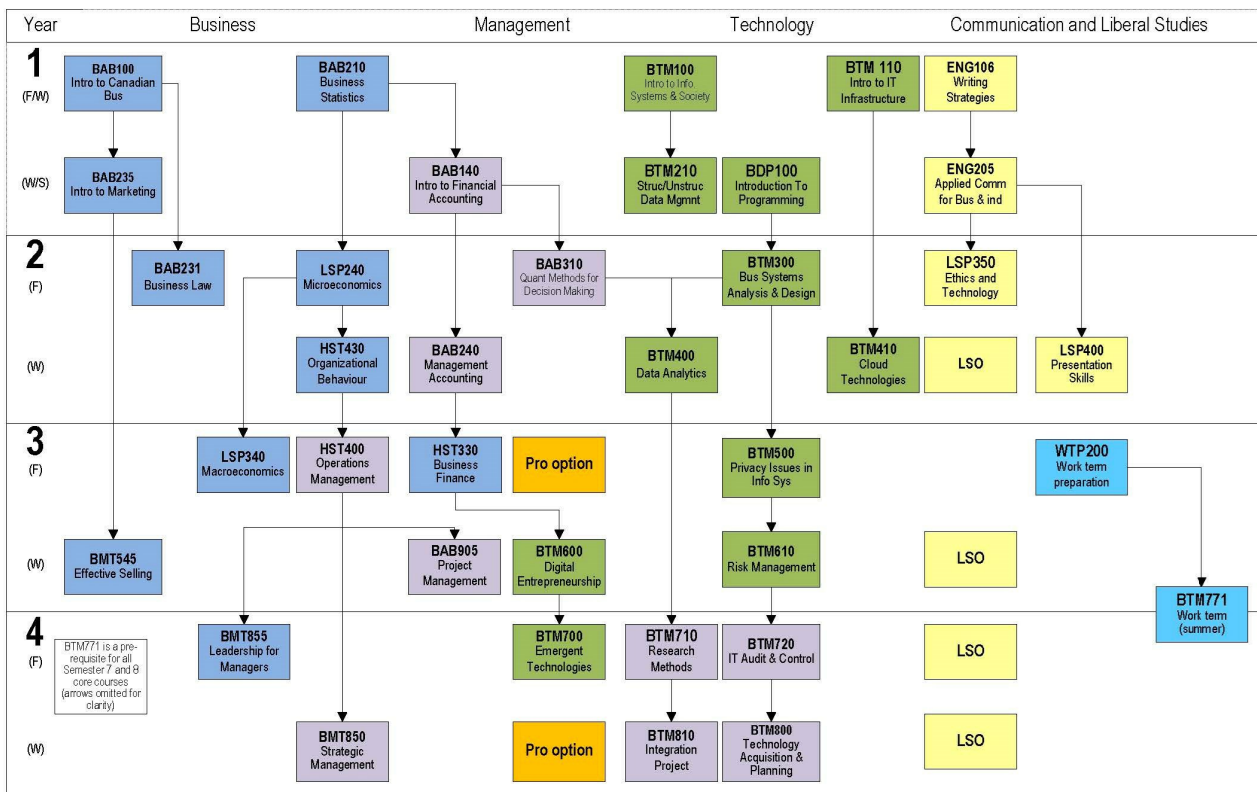 Year
Business
Management
Technology
Communication and Liberal Studies
1
(F/W)
BAB100
Intro to Canadian
Bus
BAB210
Business
Statistics
BTM100
Intro to Info.
Systems & Society
BTM 110
Intro to IT
Infrastructure
ENG106
Writing
Strategies
(W/S)
BAB235
Intro to Marketing
BAB140
Intro to Financial
Accounting
BTM210
Struc/Unstruc
Data Mgmnt
BDP100
Introduction To
Programming
ENG205
Applied Comm
for Bus & ind
2
(F)
BAB231
Business Law
LSP240
Microeconomics
BAB310
Quant Methods for
Decision Making
BTM300
Bus Systems
Analysis & Design
LSP350
Ethics and
Technology
(W)
HST430
Organizational
Behaviour
BAB240
Management
Accounting
BTM400
Data Analytics
BTM410
Cloud
Technologies
LSO
LSP400
Presentation
Skills
3
(F)
LSP340
Macroeconomics
HST400
Operations
Management
HST330
Business
Finance
Pro option
BTM500
Privacy Issues in
Info Sys
WTP200
Work term
preparation
(W)
BMT545
Effective Selling
BAB905
Project
Management
BTM600
Digital
Entrepreneurship
BTM610
Risk Management
LSO
BTM771
Work term
(summer)
4
(F)
BTM771 is a pre-
requisite for all
Semester 7 and 8
core courses
(arrows omitted for
clarity)
BMT855
Leadership for
Managers
BTM700
Emergent
Technologies
BTM710
Research
Methods
BTM720
IT Audit & Control
LSO
(W)
BMT850
Strategic
Management
Pro option
BTM810
Integration
Project
BTM800
Technology
Acquisition &
Planning
LSO